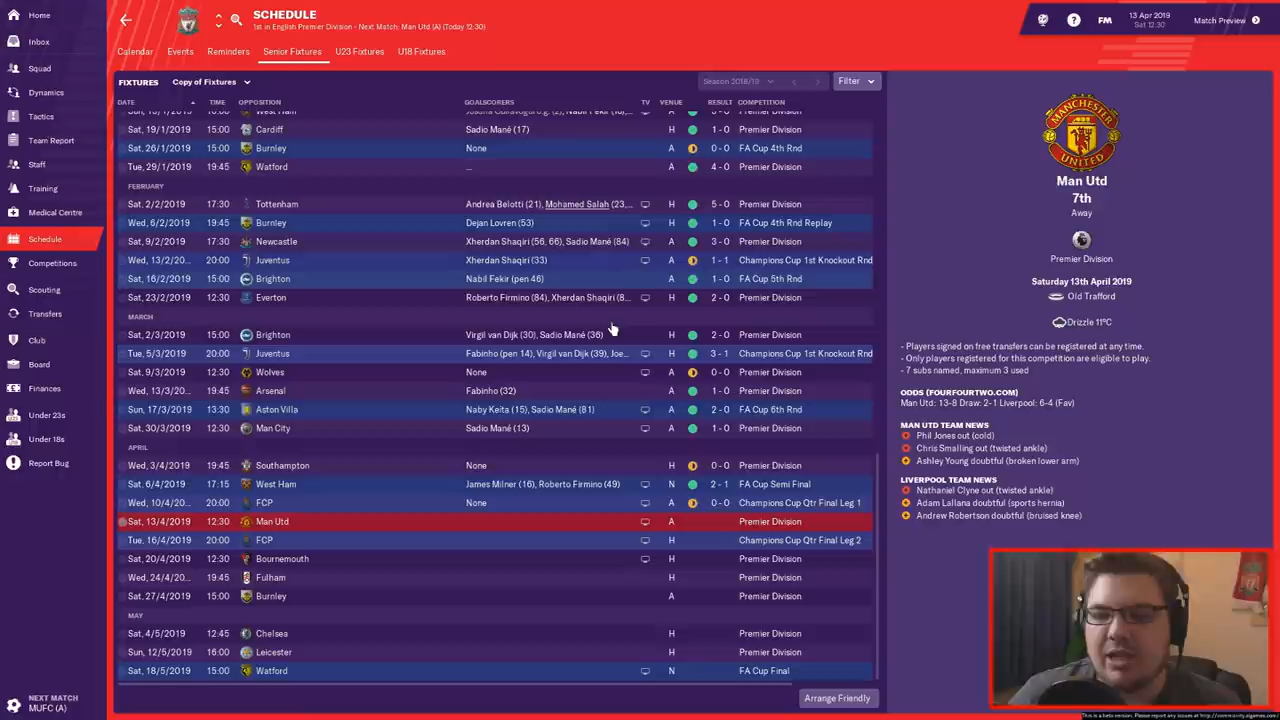 Home
Inbox
Squad
Dynamics
Tactics
Team Report
Staff
Training
Medical Centre
Schedule
Competitions
Scouting
Transfers
Club
Board
Finances
Under 23s
Under 18s
Report Bug
NEXT MATCH
MUFC (A)
SCHEDULE
1st in English Premier Division - Next Match: Man Utd (A) (Today 12:30)
FM
13 Apr 2019
Sat 12:30
Match Preview
Calendar Events Reminders Senior Fixtures U23 Fixtures U18 Fixtures
FIXTURES Copy of Fixtures Season 2018/19 Filter
DATE TIME OPPOSITION GOALSCORERS TV VENUE RESULT COMPETITION
Sat, 19/1/2019 15:00 Cardiff Sadio Mané (17) H 1 - 0 Premier Division
Sat, 26/1/2019 15:00 Burnley None A 0 - 0 FA Cup 4th Rnd
Tue, 29/1/2019 19:45 Watford ... A 4 - 0 Premier Division
FEBRUARY
Sat, 2/2/2019 17:30 Tottenham Andrea Belotti (21), Mohamed Salah (23,... H 5 - 0 Premier Division
Wed, 6/2/2019 19:45 Burnley Dejan Lovren (53) H 1 - 0 FA Cup 4th Rnd Replay
Sat, 9/2/2019 17:30 Newcastle Xherdan Shaqiri (56, 66), Sadio Mané (84) A 3 - 0 Premier Division
Wed, 13/2/20... 20:00 Juventus Xherdan Shaqiri (33) A 1 - 1 Champions Cup 1st Knockout Rnd
Sat, 16/2/2019 15:00 Brighton Nabil Fekir (pen 46) A 1 - 0 FA Cup 5th Rnd
Sat, 23/2/2019 12:30 Everton Roberto Firmino (84), Xherdan Shaqiri (8... H 2 - 0 Premier Division
MARCH
Sat, 2/3/2019 15:00 Brighton Virgil van Dijk (30), Sadio Mané (36) H 2 - 0 Premier Division
Tue, 5/3/2019 20:00 Juventus Fabinho (pen 14), Virgil van Dijk (39), Joe... H 3 - 1 Champions Cup 1st Knockout Rnd
Sat, 9/3/2019 12:30 Wolves None A 0 - 0 Premier Division
Wed, 13/3/20... 19:45 Arsenal Fabinho (32) A 1 - 0 Premier Division
Sun, 17/3/2019 13:30 Aston Villa Naby Keita (15), Sadio Mané (81) A 2 - 0 FA Cup 6th Rnd
Sat, 30/3/2019 12:30 Man City Sadio Mané (13) A 1 - 0 Premier Division
APRIL
Wed, 3/4/2019 19:45 Southampton None H 0 - 0 Premier Division
Sat, 6/4/2019 17:15 West Ham James Milner (16), Roberto Firmino (49) N 2 - 1 FA Cup Semi Final
Wed, 10/4/20... 20:00 FCP None A 0 - 0 Champions Cup Qtr Final Leg 1
Sat, 13/4/2019 12:30 Man Utd A Premier Division
Tue, 16/4/2019 20:00 FCP H Champions Cup Qtr Final Leg 2
Sat, 20/4/2019 12:30 Bournemouth H Premier Division
Wed, 24/4/20... 19:45 Fulham H Premier Division
Sat, 27/4/2019 15:00 Burnley A Premier Division
MAY
Sat, 4/5/2019 12:45 Chelsea H Premier Division
Sun, 12/5/2019 16:00 Leicester H Premier Division
Sat, 18/5/2019 15:00 Watford N FA Cup Final
Arrange Friendly
MANCHESTER
UNITED
Man Utd
7th
Away
Premier Division
Saturday 13th April 2019
Old Trafford
Drizzle 11°C
- Players signed on free transfers can be registered at any time.
- Only players registered for this competition are eligible to play.
- 7 subs named, maximum 3 used
ODDS (FOURFOURTWO.COM)
Man Utd: 13-8 Draw: 2-1 Liverpool: 6-4 (Fav)
MAN UTD TEAM NEWS
Phil Jones out (cold)
Chris Smalling out (twisted ankle)
Ashley Young doubtful (broken lower arm)
LIVERPOOL TEAM NEWS
Nathaniel Clyne out (twisted ankle)
Adam Lallana doubtful (sports hernia)
Andrew Robertson doubtful (bruised knee)
This is a beta version. Please report any issues at http://community.sigames.com/